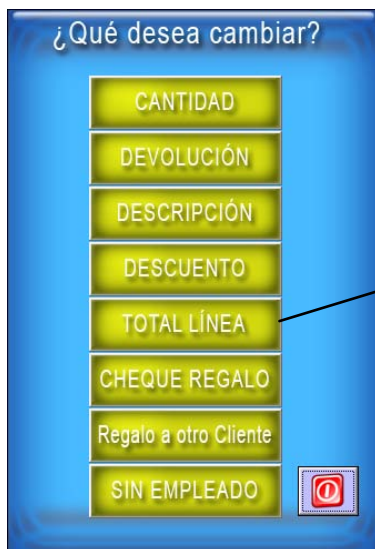 ¿Qué desea cambiar?
CANTIDAD
DEVOLUCIÓN
DESCRIPCIÓN
DESCUENTO
TOTAL LÍNEA
CHEQUE REGALO
Regalo a otro Cliente
SIN EMPLEADO